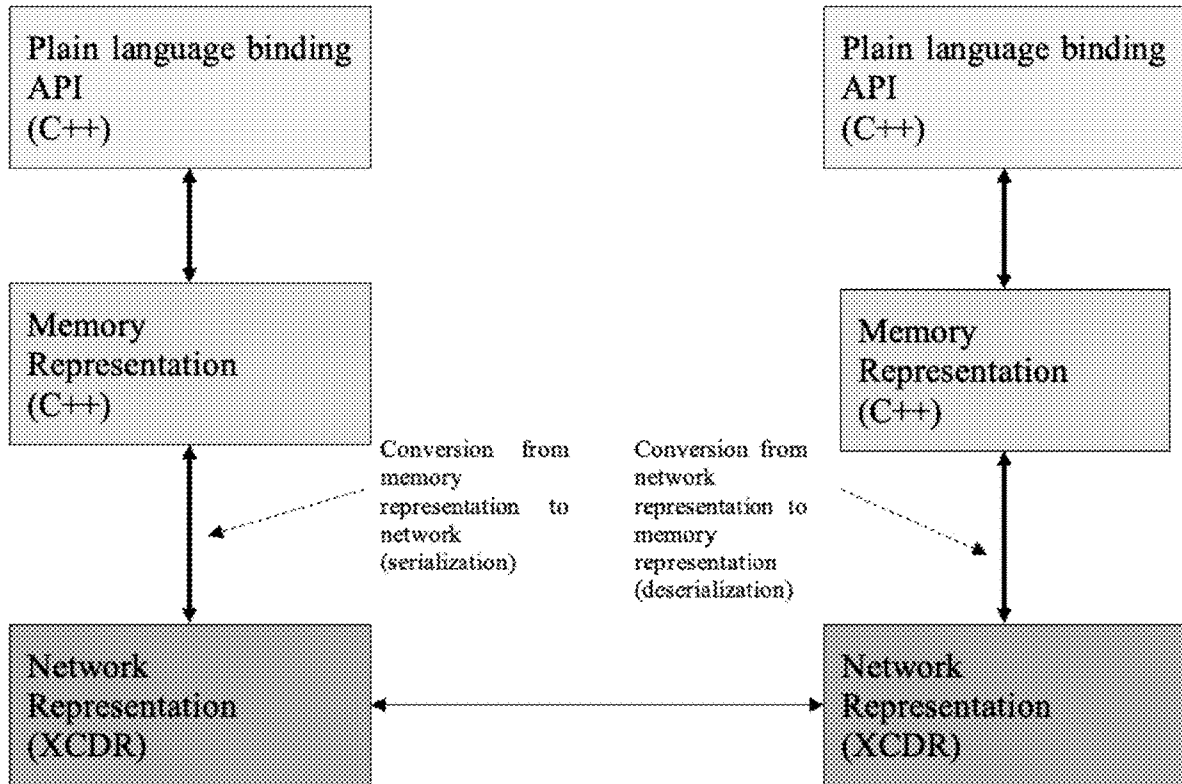 Plain language binding
API
(C++)
Plain language binding
API
(C++)
Memory
Representation
(C++)
Memory
Representation
(C++)
Conversion from
memory
representation to
network
(serialization)
Conversion from
network
representation to
memory
representation
(deserialization)
Network
Representation
(XCDR)
Network
Representation
(XCDR)